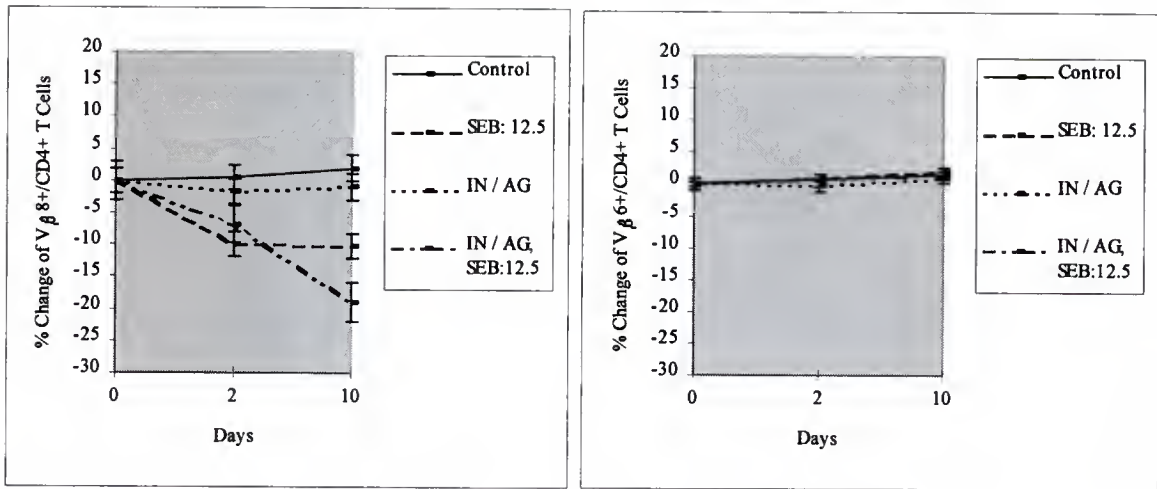 % Change of Vβ8+/CD4+ T Cells
20
15
10
5
0
-5
-10
-15
-20
-25
-30
0
2
10
Days
Control
SEB: 12.5
IN / AG
IN / AG,
SEB:12.5
% Change of Vβ6+/CD4+ T Cells
20
15
10
5
0
-5
-10
-15
-20
-25
-30
0
2
10
Days
Control
SEB: 12.5
IN / AG
IN / AG,
SEB:12.5